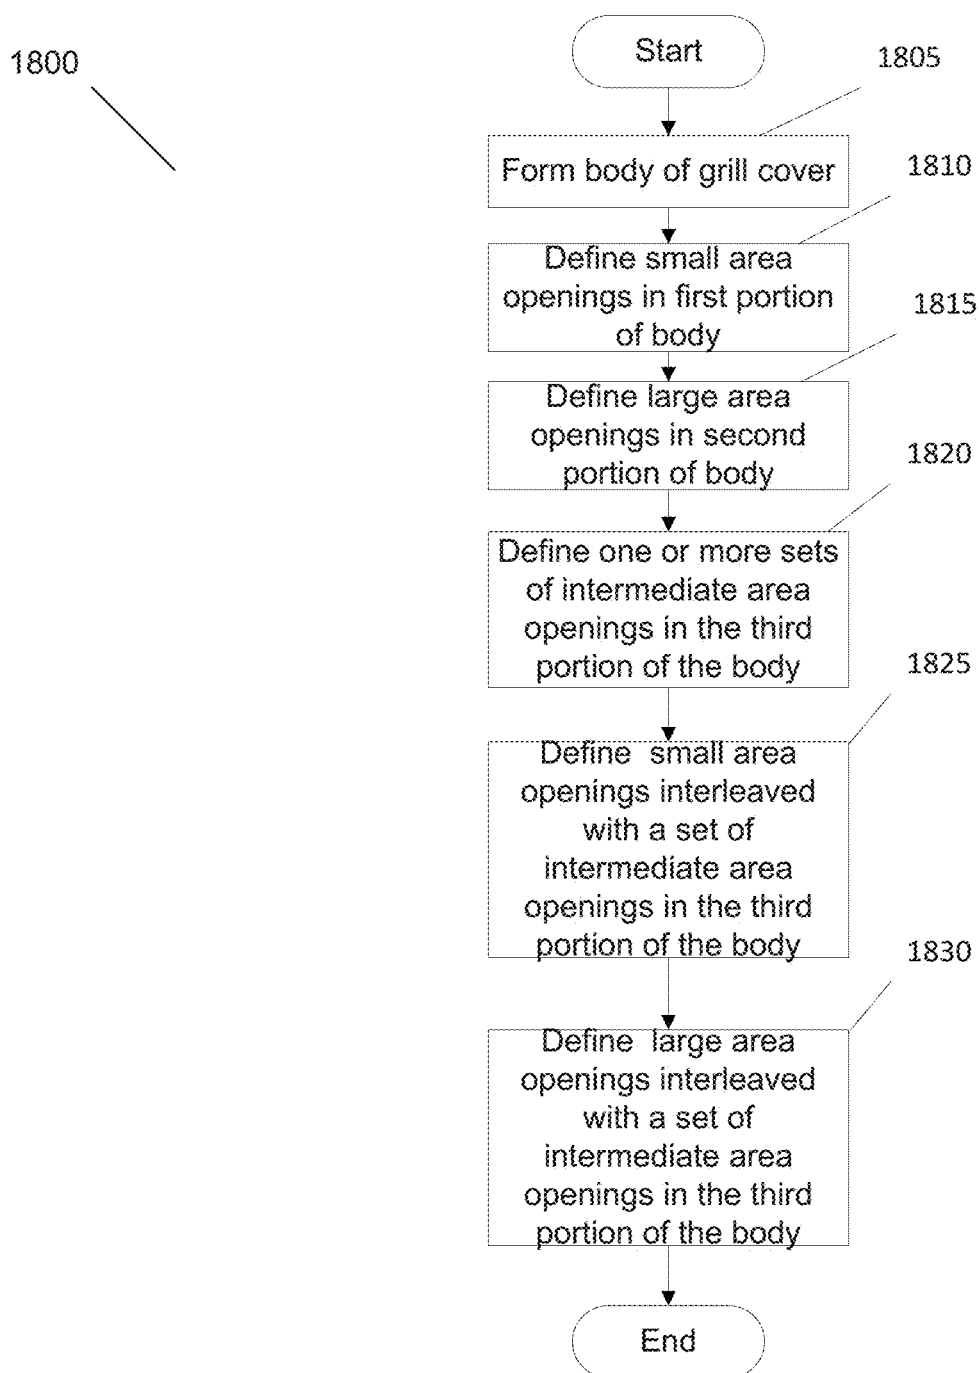 1800
Start
1805
Form body of grill cover
1810
Define small area
openings in first portion
of body
1815
Define large area
openings in second
portion of body
1820
Define one or more sets
of intermediate area
openings in the third
portion of the body
1825
Define small area
openings interleaved
with a set of
intermediate area
openings in the third
portion of the body
1830
Define large area
openings interleaved
with a set of
intermediate area
openings in the third
portion of the body
End